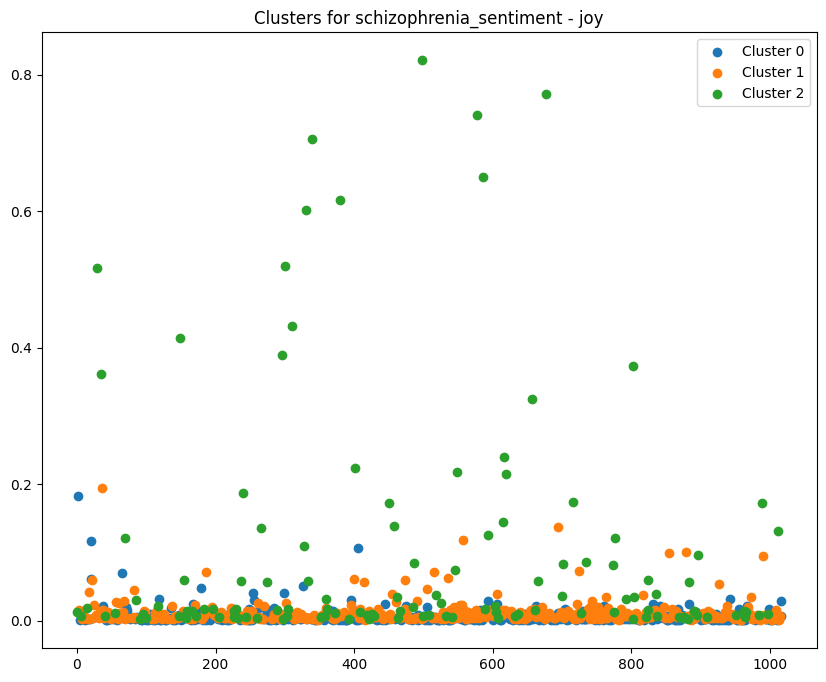 Clusters for schizophrenia_sentiment - joy
Cluster 0
Cluster 1
Cluster 2
0.8
0.6
0.4
0.2
0.0
0 200 400 600 800 1000